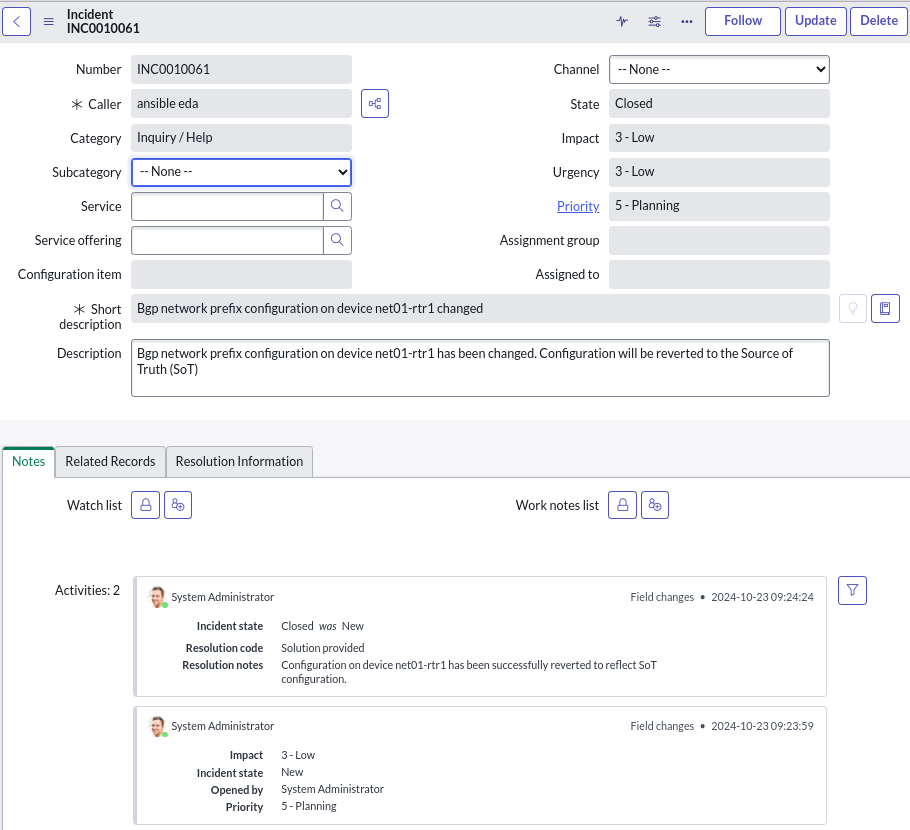 Incident
INC0010061
Follow
Update
Delete
Number INC0010061
Channel -- None --
✳ Caller ansible eda
State Closed
Category Inquiry / Help
Impact 3 - Low
Subcategory -- None --
Urgency 3 - Low
Service
Priority 5 - Planning
Service offering
Assignment group
Configuration item
Assigned to
✳ Short
description
Bgp network prefix configuration on device net01-rtr1 changed
Description
Bgp network prefix configuration on device net01-rtr1 has been changed. Configuration will be reverted to the Source of
Truth (SoT)
Notes
Related Records
Resolution Information
Watch list
Work notes list
Activities: 2
System Administrator
Field changes • 2024-10-23 09:24:24
Incident state Closed was New
Resolution code Solution provided
Resolution notes Configuration on device net01-rtr1 has been successfully reverted to reflect SoT
configuration.
System Administrator
Field changes • 2024-10-23 09:23:59
Impact 3 - Low
Incident state New
Opened by System Administrator
Priority 5 - Planning